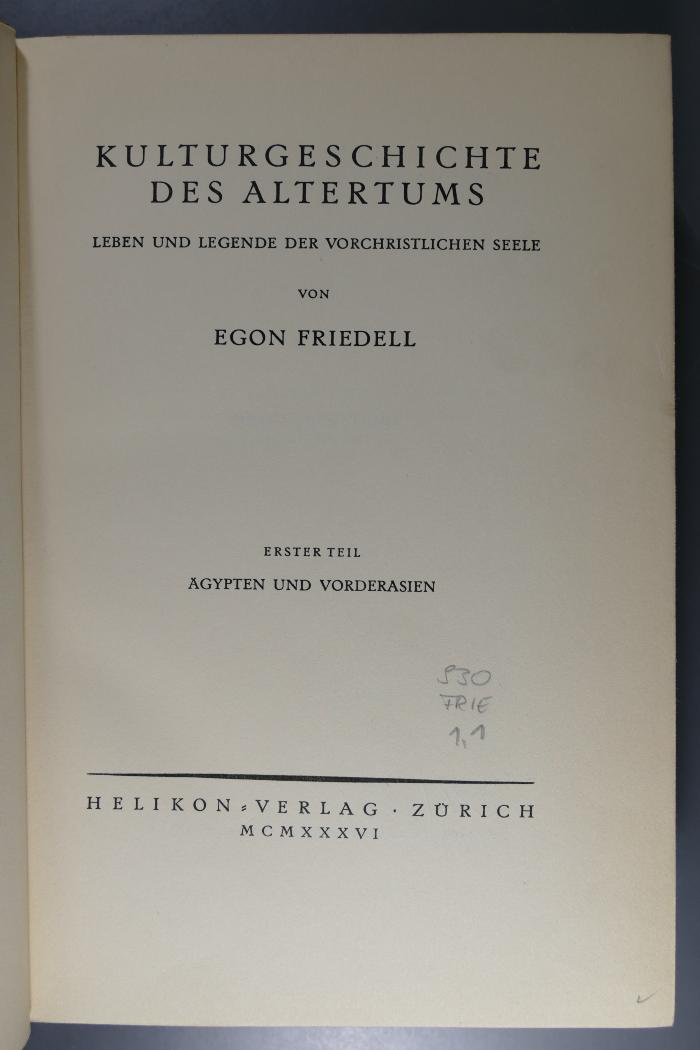 KULTURGESCHICHTE
DES ALTERTUMS
LEBEN UND LEGENDE DER VORCHRISTLICHEN SEELE
VON
EGON FRIEDELL
ERSTER TEIL
ÄGYPTEN UND VORDERASIEN
930
FRIE
1,1
HELIKON-VERLAG · ZÜRICH
MCMXXXVI